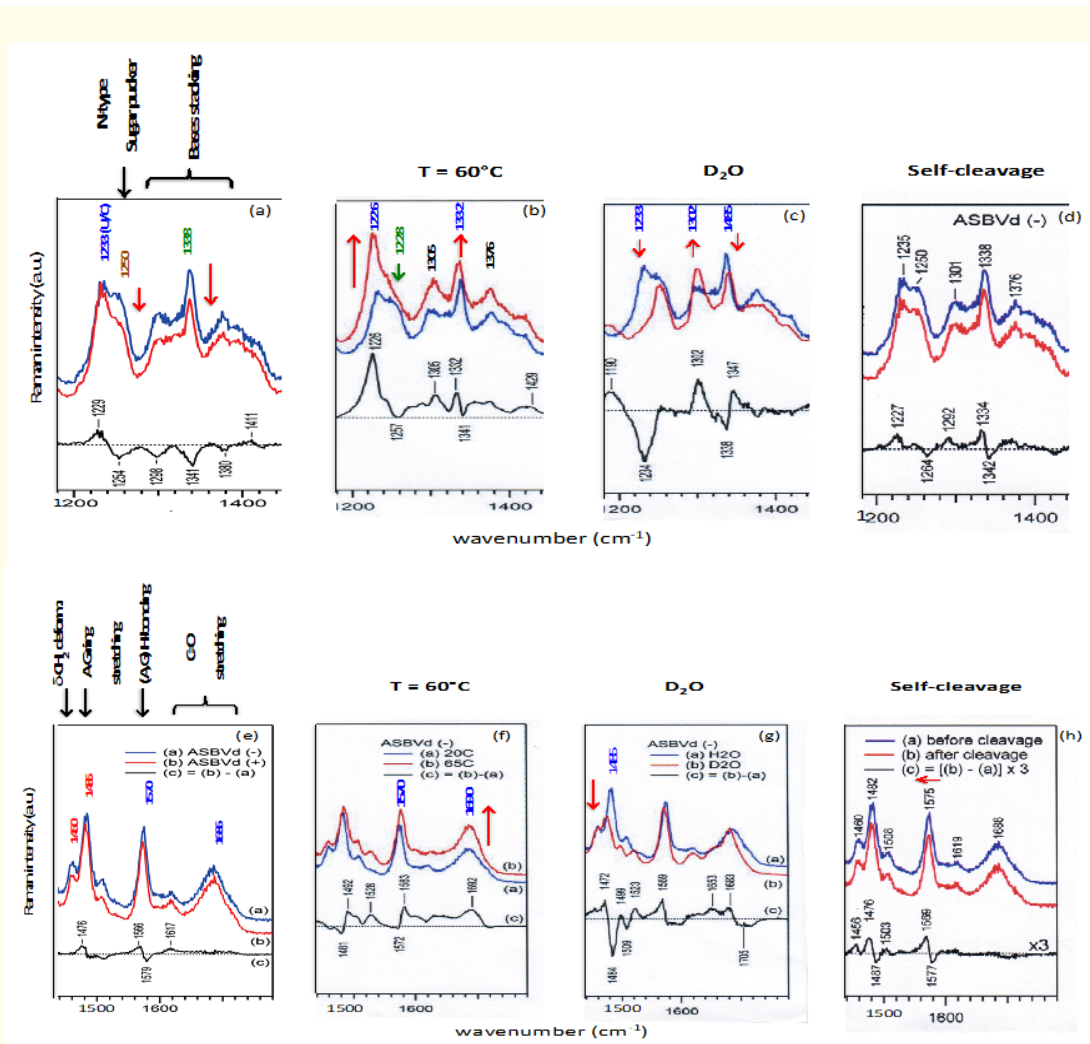 N-type
Sugar pucker
Bases stacking
T = 60°C
D₂O
Self-cleavage
(a)
1233 (U/C)
1250
1338
1229
1254
1298
1341
1380
1411
1200
1400
(b)
1226
1228
1305
1332
1376
1226
1257
1305
1332
1341
1429
1200
1400
(c)
1233
1302
1485
1190
1234
1302
1338
1347
1200
1400
(d)
ASBVd (-)
1235
1250
1301
1338
1376
1227
1264
1292
1334
1342
1200
1400
Raman intensity (a.u)
wavenumber (cm⁻¹)
A-G ring
stretching
(A,G) H-bonding
stretching
T = 60°C
D₂O
Self-cleavage
(e)
(a) ASBVd (-)
(b) ASBVd (+)
(c) = (b) - (a)
1460
1485
1570
1686
(a)
1476
1566
1617
(b)
1579
(c)
1500
1600
(f)
ASBVd (-)
(a) 20C
(b) 65C
(c) = (b)-(a)
1570
1690
(b)
(a)
1492
1528
1583
1692
(c)
1481
1572
1500
1600
(g)
ASBVd (-)
(a) H2O
(b) D2O
(c) = (b)-(a)
1485
(a)
1472
1499
1523
1569
1653
1683
(b)
(c)
1509
1484
1705
1500
1600
(h)
(a) before cleavage
(b) after cleavage
(c) = [(b) - (a)] x 3
1482
1575
1460
1508
1619
1688
1456
1476
1503
1569
x3
1487
1577
1500
1600
Raman intensity (a.u)
wavenumber (cm⁻¹)